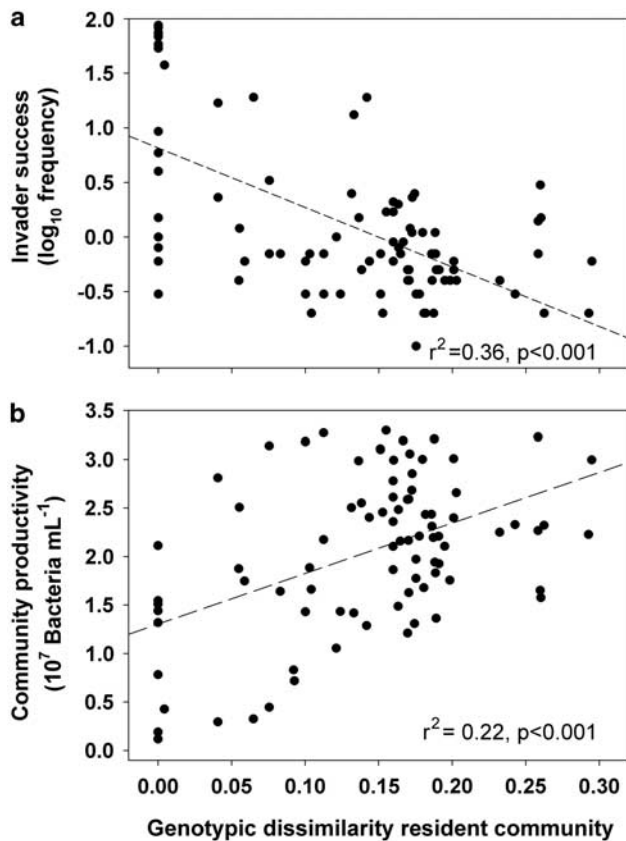 a
Invader success
(log10 frequency)
2.0
1.5
1.0
0.5
0.0
-0.5
-1.0
r2=0.36, p<0.001
b
Community productivity
(10^7 Bacteria mL^-1)
3.5
3.0
2.5
2.0
1.5
1.0
0.5
0.0
r2= 0.22, p<0.001
0.00 0.05 0.10 0.15 0.20 0.25 0.30
Genotypic dissimilarity resident community